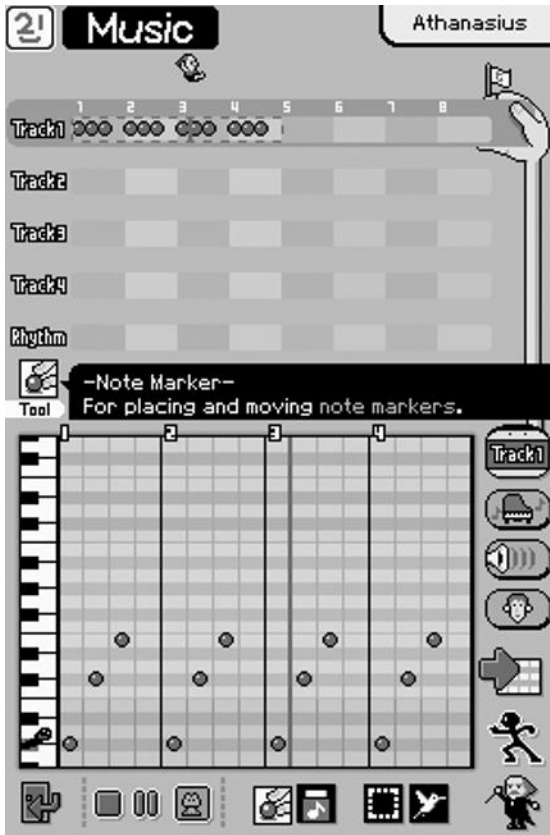 Music
Athanasius
1 2 3 4 5 6 7 8
Track1
Track2
Track3
Track4
Rhythm
-Note Marker-
For placing and moving note markers.
Tool
1 2 3 4
Track1